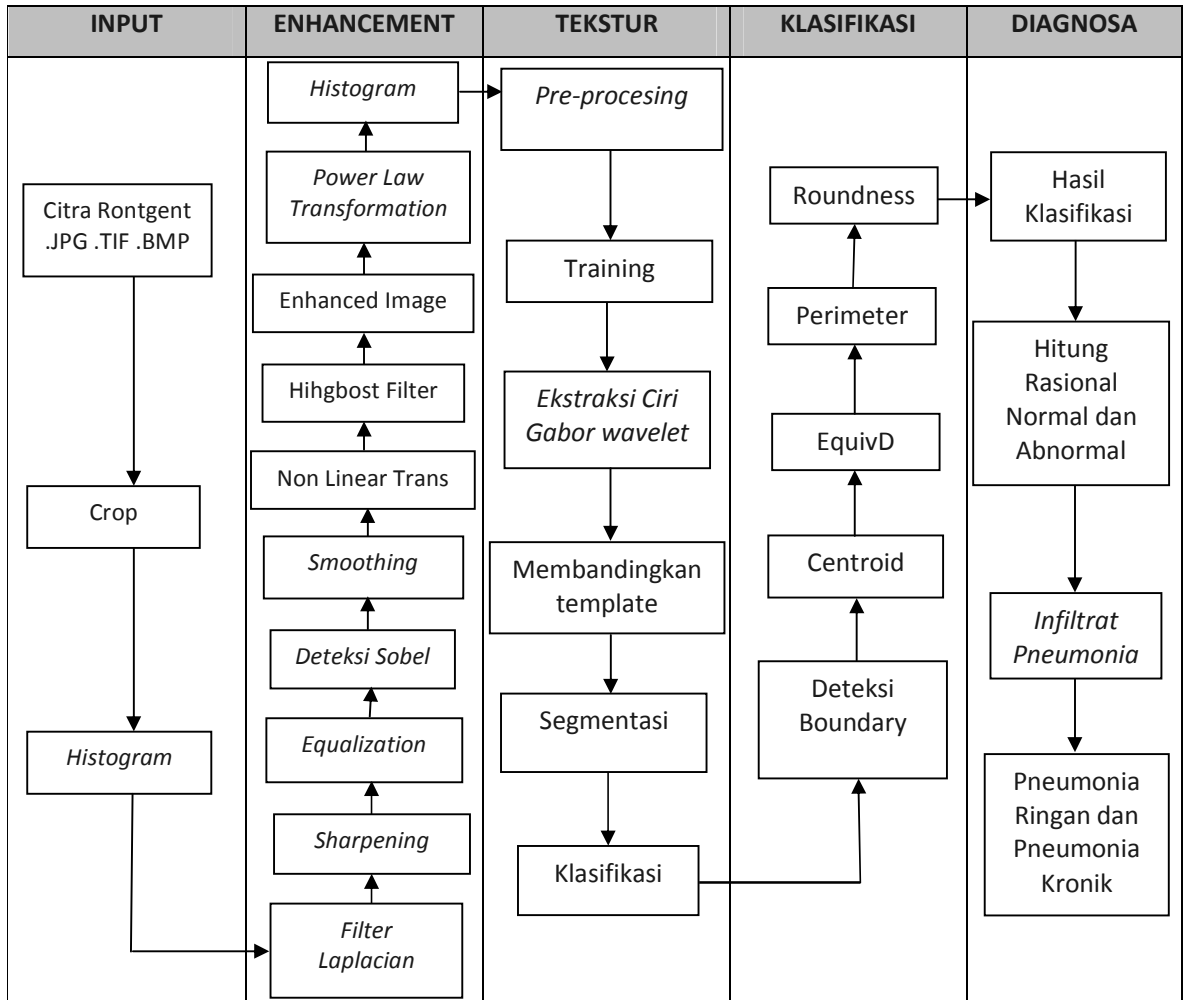 INPUT
ENHANCEMENT
TEKSTUR
KLASIFIKASI
DIAGNOSA
Citra Rontgent
.JPG .TIF .BMP
Crop
Histogram
Histogram
Power Law
Transformation
Enhanced Image
Hihgbost Filter
Non Linear Trans
Smoothing
Deteksi Sobel
Equalization
Sharpening
Filter
Laplacian
Pre-procesing
Training
Ekstraksi Ciri
Gabor wavelet
Membandingkan
template
Segmentasi
Klasifikasi
Roundness
Perimeter
EquivD
Centroid
Deteksi
Boundary
Hasil
Klasifikasi
Hitung
Rasional
Normal dan
Abnormal
Infiltrat
Pneumonia
Pneumonia
Ringan dan
Pneumonia
Kronik